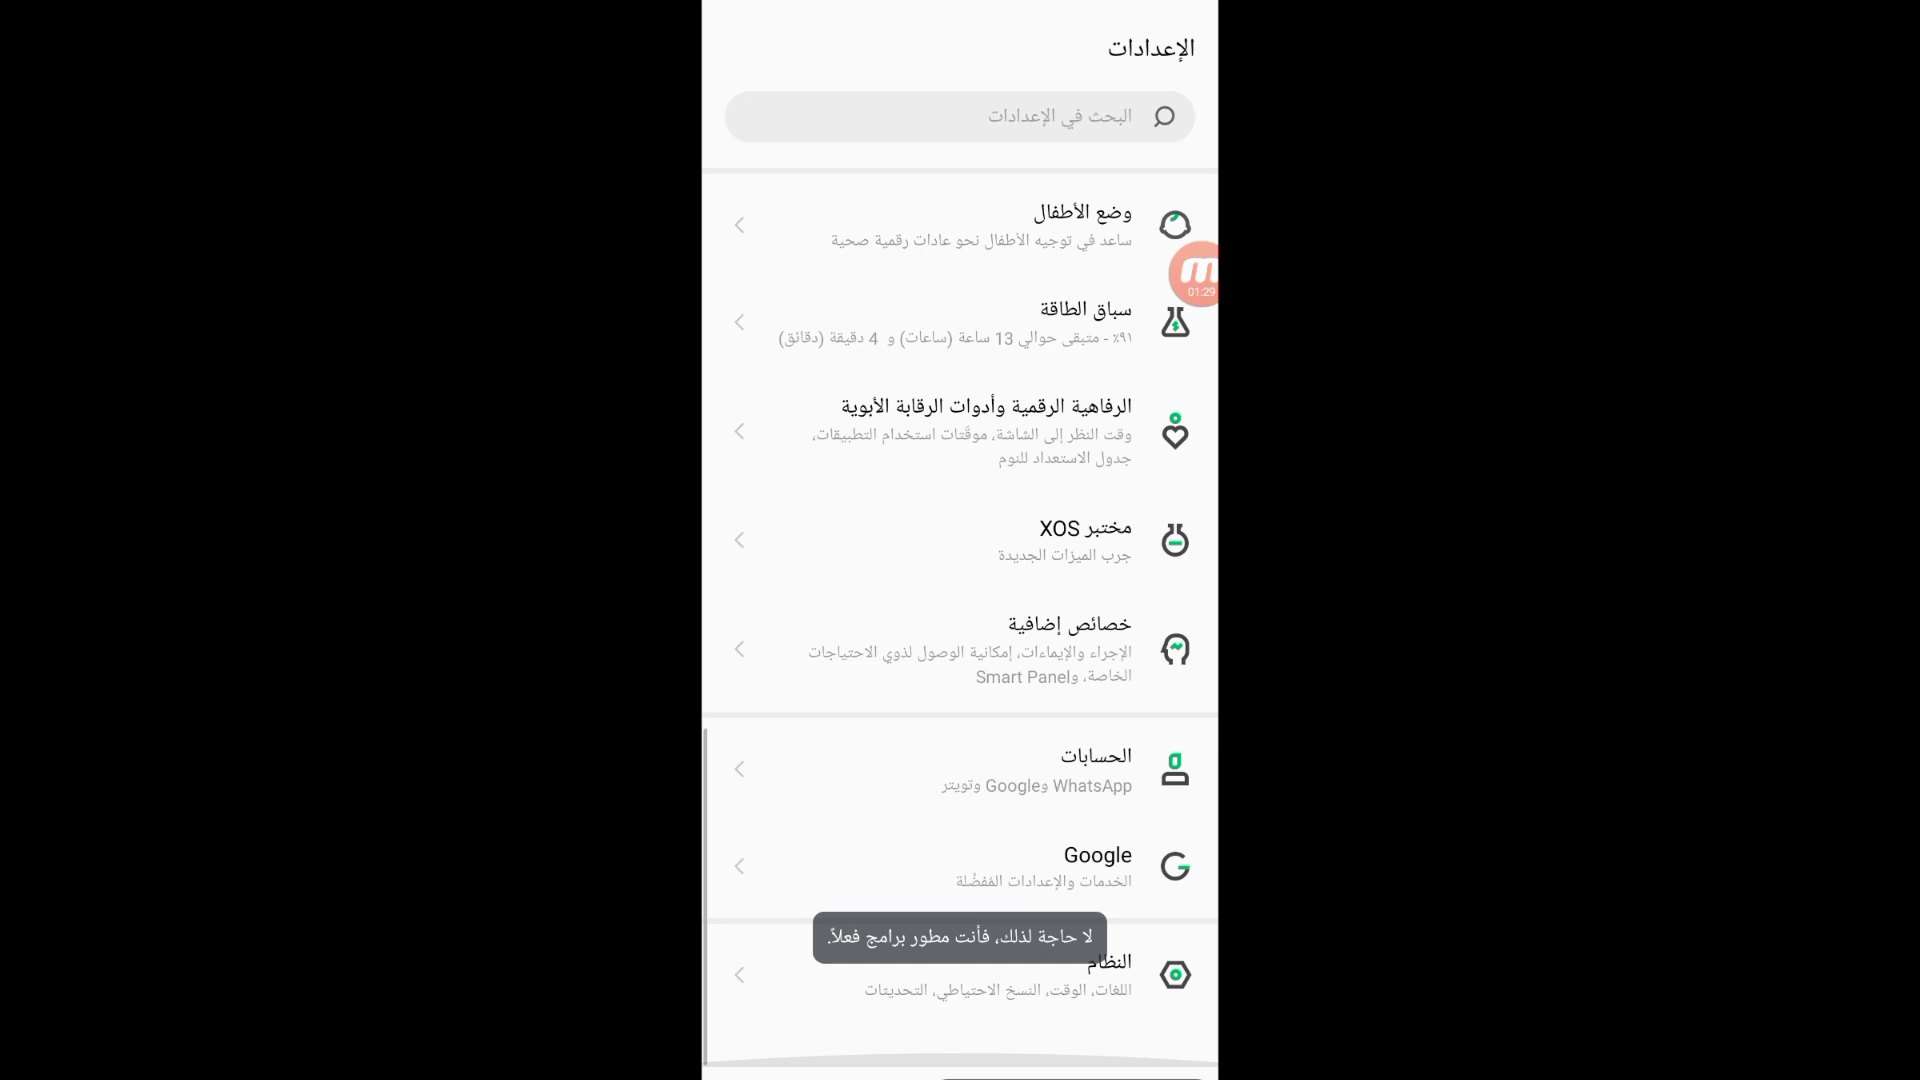 الإعدادات
البحث في الإعدادات
وضع الأطفال
ساعد في توجيه الأطفال نحو عادات رقمية صحية
m
01:29
سباق الطاقة
٩١٪ - متبقى حوالي 13 ساعة (ساعات) و 4 دقيقة (دقائق)
الرفاهية الرقمية وأدوات الرقابة الأبوية
وقت النظر إلى الشاشة، موقّتات استخدام التطبيقات،
جدول الاستعداد للنوم
مختبر XOS
جرب الميزات الجديدة
خصائص إضافية
الإجراء والإيماءات، إمكانية الوصول لذوي الاحتياجات
الخاصة، وSmart Panel
الحسابات
WhatsApp وGoogle وتويتر
Google
الخدمات والإعدادات المُفضَّلة
لا حاجة لذلك، فأنت مطور برامج فعلاً.
النظام
اللغات، الوقت، النسخ الاحتياطي، التحديثات